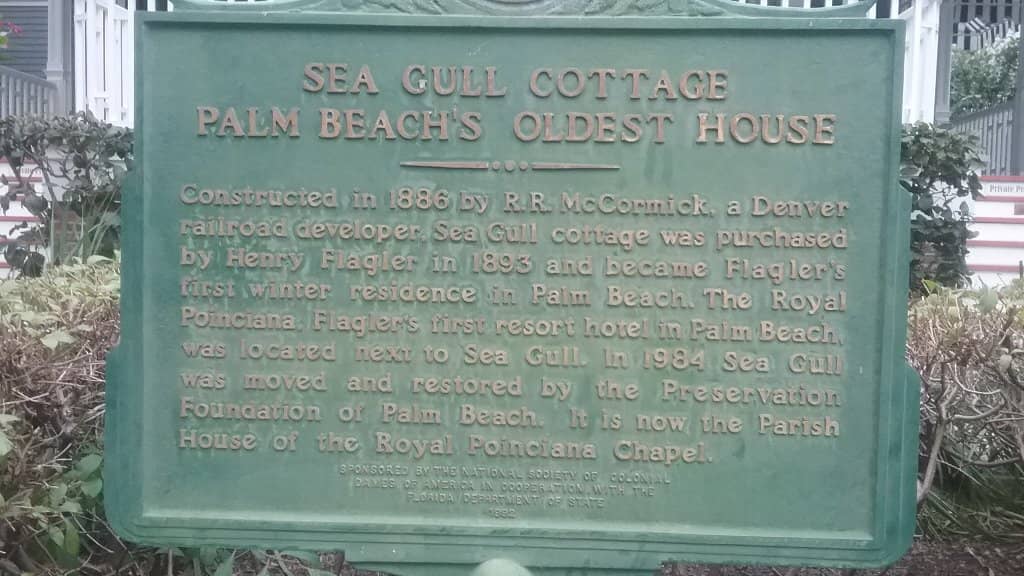 SEA GULL COTTAGE
PALM BEACH'S OLDEST HOUSE
Constructed in 1886 by R.R. McCormick, a Denver
railroad developer, Sea Gull cottage was purchased
by Henry Flagler in 1893 and became Flagler's
first winter residence in Palm Beach. The Royal
Poinciana, Flagler's first resort hotel in Palm Beach,
was located next to Sea Gull. In 1984 Sea Gull
was moved and restored by the Preservation
Foundation of Palm Beach. It is now the Parish
House of the Royal Poinciana Chapel.
SPONSORED BY THE NATIONAL SOCIETY OF COLONIAL
DAMES OF AMERICA IN COOPERATION WITH THE
FLORIDA DEPARTMENT OF STATE
1992
Private